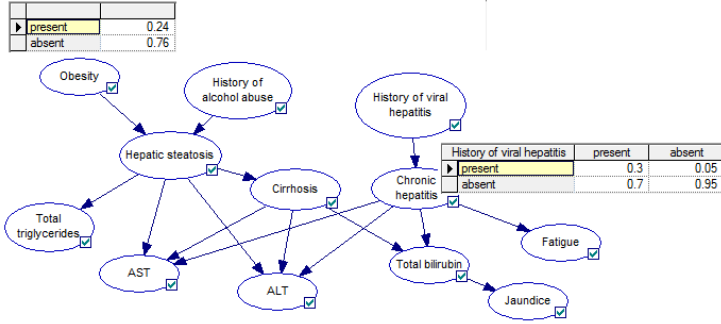 present 0.24
absent 0.76
Obesity
History of
alcohol abuse
History of viral
hepatitis
Hepatic steatosis
History of viral hepatitis present absent
present 0.3 0.05
absent 0.7 0.95
Cirrhosis
Chronic
hepatitis
Total
triglycerides
AST
ALT
Total bilirubin
Fatigue
Jaundice